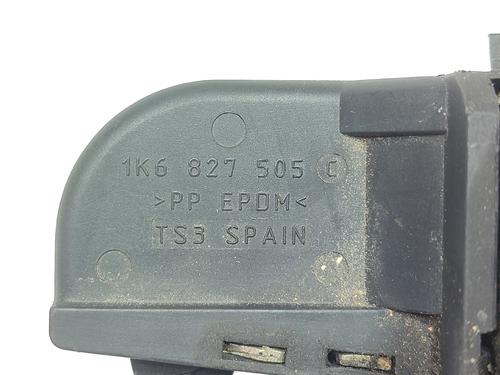 1K6 827 505 C
>PP EPDM<
TS3 SPAIN